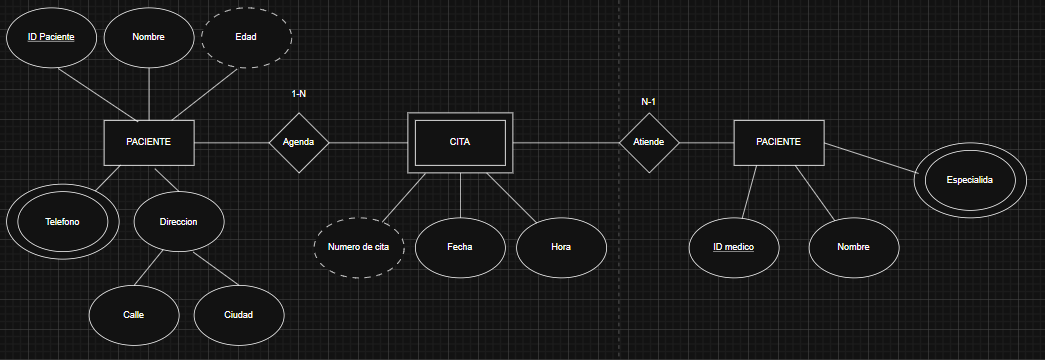 ID Paciente
Nombre
Edad
1-N
N-1
PACIENTE
Agenda
CITA
Atiende
PACIENTE
Especialida
Telefono
Direccion
Numero de cita
Fecha
Hora
ID medico
Nombre
Calle
Ciudad